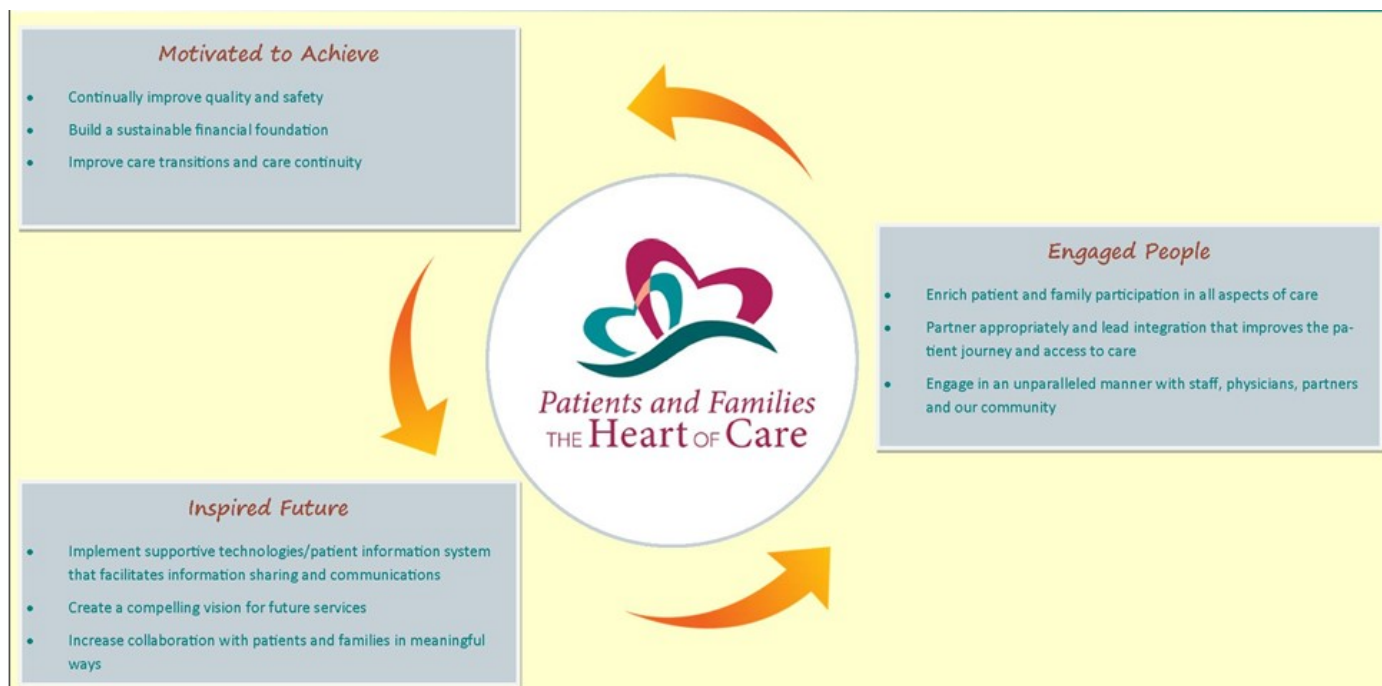 Motivated to Achieve
• Continually improve quality and safety
• Build a sustainable financial foundation
• Improve care transitions and care continuity
Patients and Families
THE Heart OF Care
Engaged People
• Enrich patient and family participation in all aspects of care
• Partner appropriately and lead integration that improves the pa-
tient journey and access to care
• Engage in an unparalleled manner with staff, physicians, partners
and our community
Inspired Future
• Implement supportive technologies/patient information system
that facilitates information sharing and communications
• Create a compelling vision for future services
• Increase collaboration with patients and families in meaningful
ways